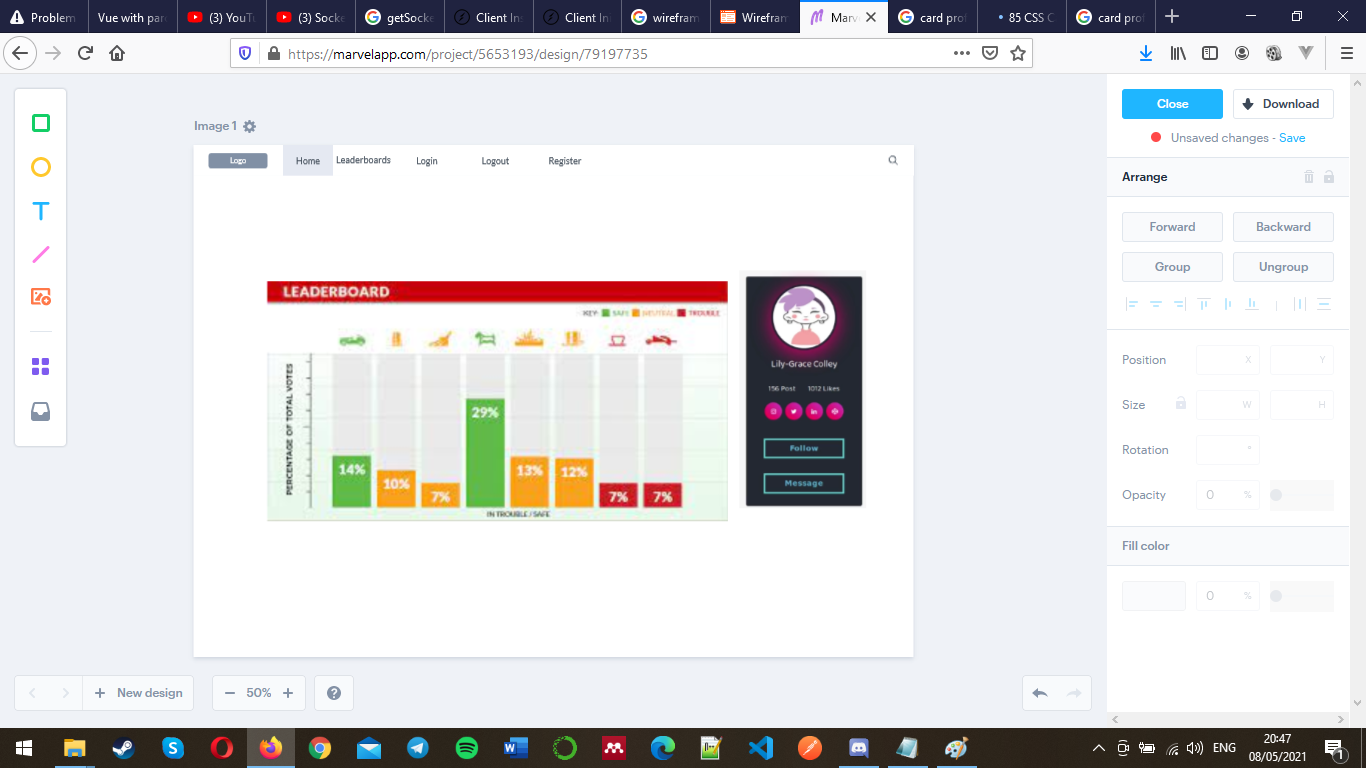 Problem
Vue with par
(3) YouTu
(3) Socke
getSocke
Client In
Client In
wirefram
Wirefram
Marv
card prof
85 CSS C
card prof
https://marvelapp.com/project/5653193/design/79197735
Close
Download
Unsaved changes - Save
Image 1
Logo
Home
Leaderboards
Login
Logout
Register
Arrange
Forward
Backward
Group
Ungroup
LEADERBOARD
KEY: SAFE NEUTRAL TROUBLE
PERCENTAGE OF TOTAL VOTES
14%
10%
7%
29%
13%
12%
7%
7%
IN TROUBLE / SAFE
Lily-Grace Colley
156 Post 1012 Likes
Follow
Message
Position X Y
Size W H
Rotation °
Opacity 0 %
Fill color
0 %
New design
50%
ENG
20:47
08/05/2021
1